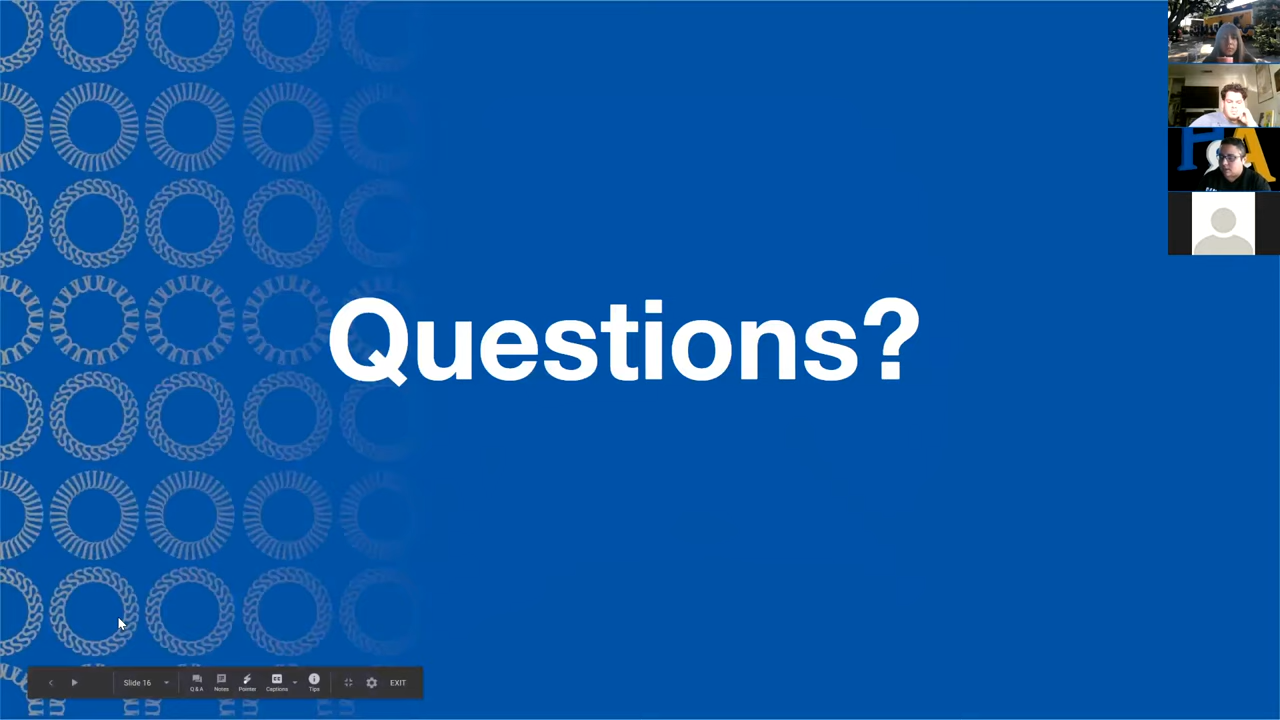 Questions?
Slide 16
Q&A
Notes
Pointer
Captions
Tips
EXIT